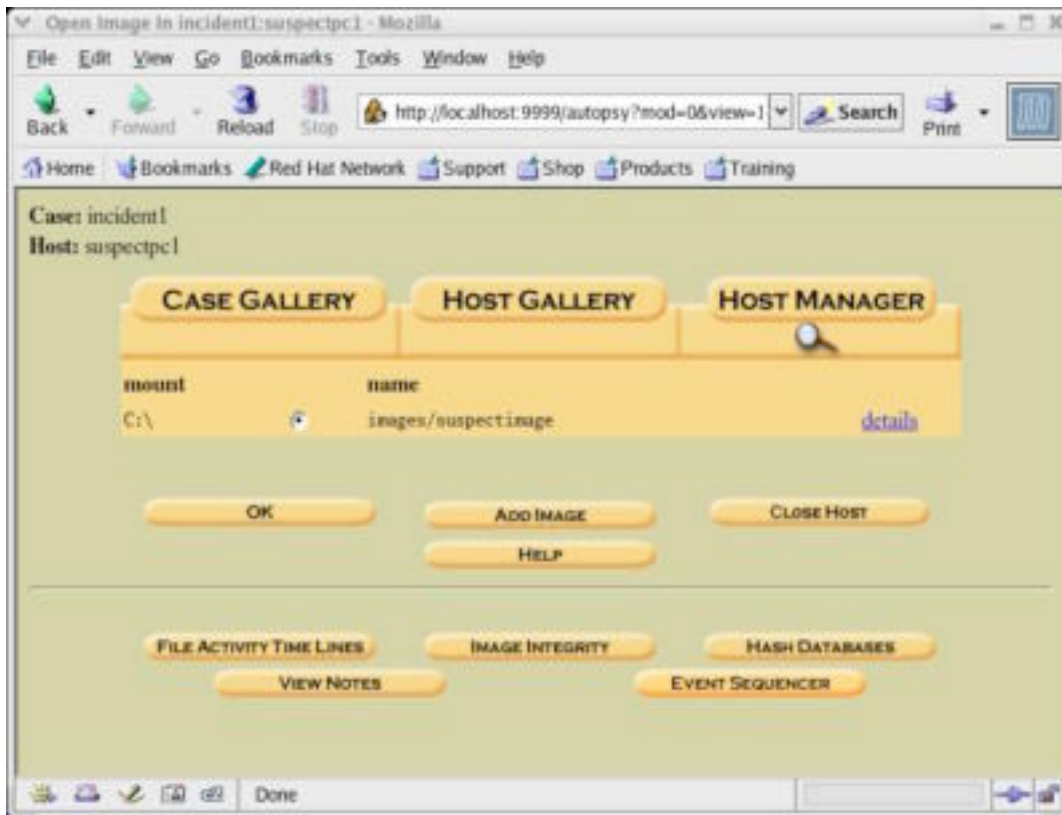 Open Image In incident1:suspectpc1 - Mozilla
File Edit View Go Bookmarks Tools Window Help
Back Forward Reload Stop http://localhost:9999/autopsy?mod=0&view=1 Search Print
Home Bookmarks Red Hat Network Support Shop Products Training
Case: incident1
Host: suspectpc1
CASE GALLERY HOST GALLERY HOST MANAGER
mount name
C:\ images/suspectimage details
OK ADD IMAGE CLOSE HOST
HELP
FILE ACTIVITY TIME LINES IMAGE INTEGRITY HASH DATABASES
VIEW NOTES EVENT SEQUENCER
Done